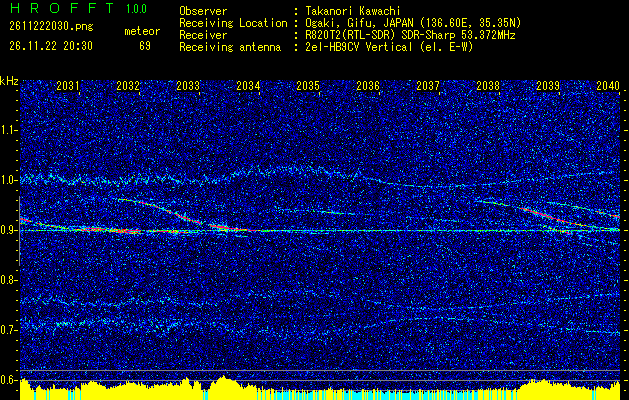 HROFFT 1.0.0
2611222030.png
meteor
26.11.22 20:30 69
Observer : Takanori Kawachi
Receiving Location : Ogaki, Gifu, JAPAN (136.60E, 35.35N)
Receiver : R820T2(RTL-SDR) SDR-Sharp 53.372MHz
Receiving antenna : 2el-HB9CV Vertical (el. E-W)
kHz 2031 2032 2033 2034 2035 2036 2037 2038 2039 2040
1.1
1.0
0.9
0.8
0.7
0.6